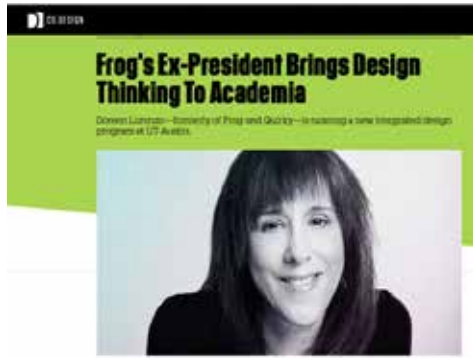 CO.DESIGN
Frog's Ex-President Brings Design
Thinking To Academia
Doreen Lorenzo—formerly of Frog and Quirky—is running a new integrated design
program at UT Austin.